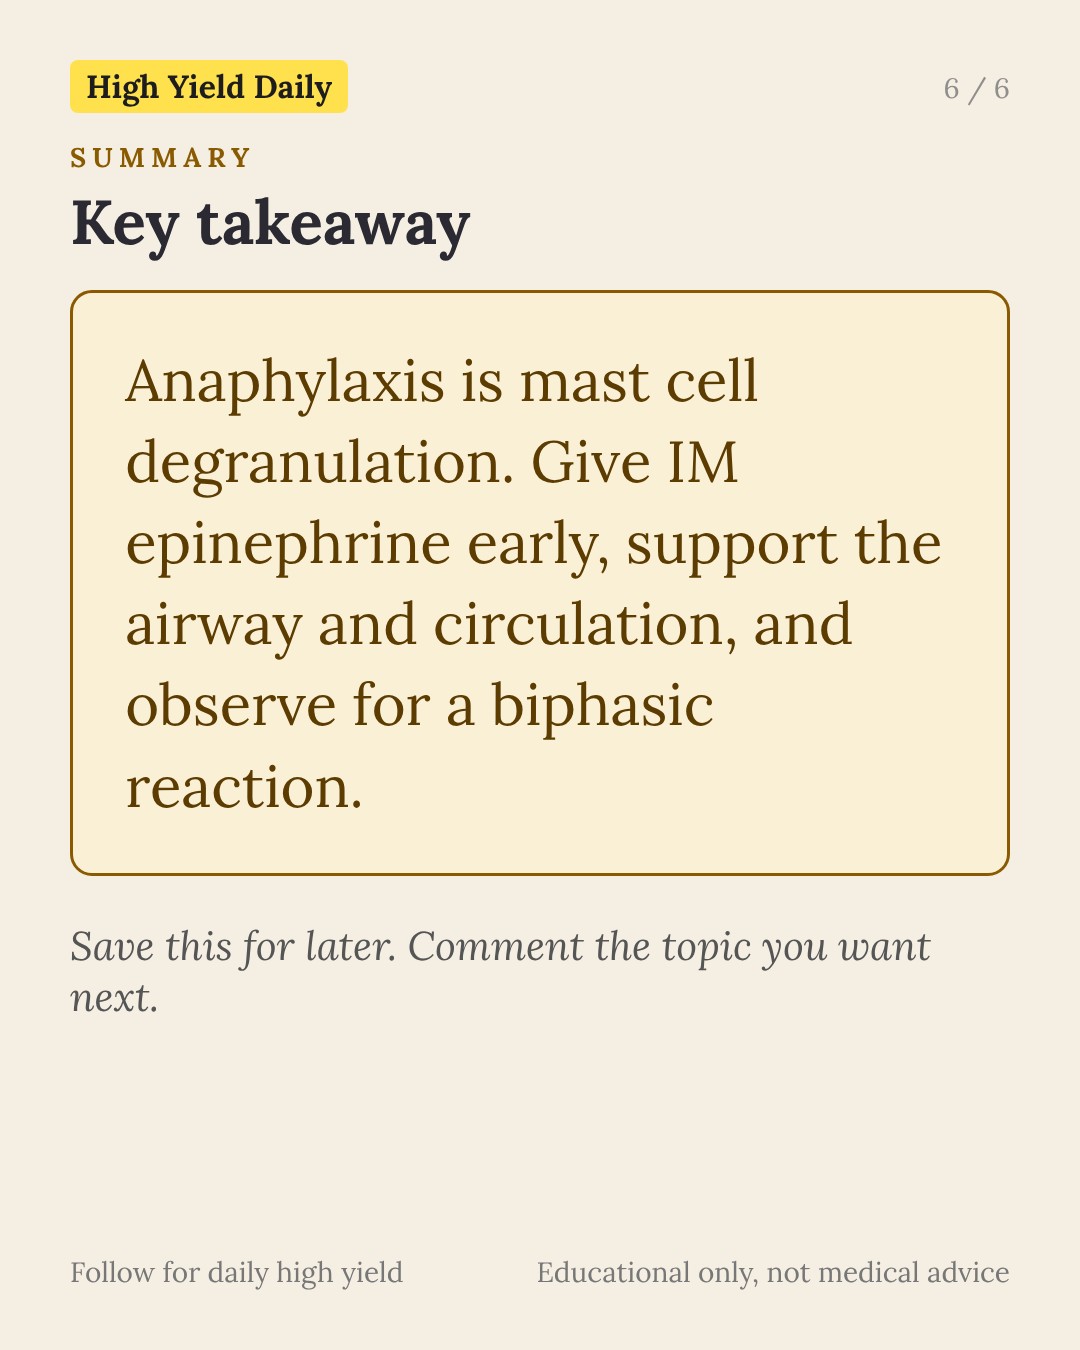 High Yield Daily
6 / 6
SUMMARY
Key takeaway
Anaphylaxis is mast cell
degranulation. Give IM
epinephrine early, support the
airway and circulation, and
observe for a biphasic
reaction.
Save this for later. Comment the topic you want
next.
Follow for daily high yield
Educational only, not medical advice